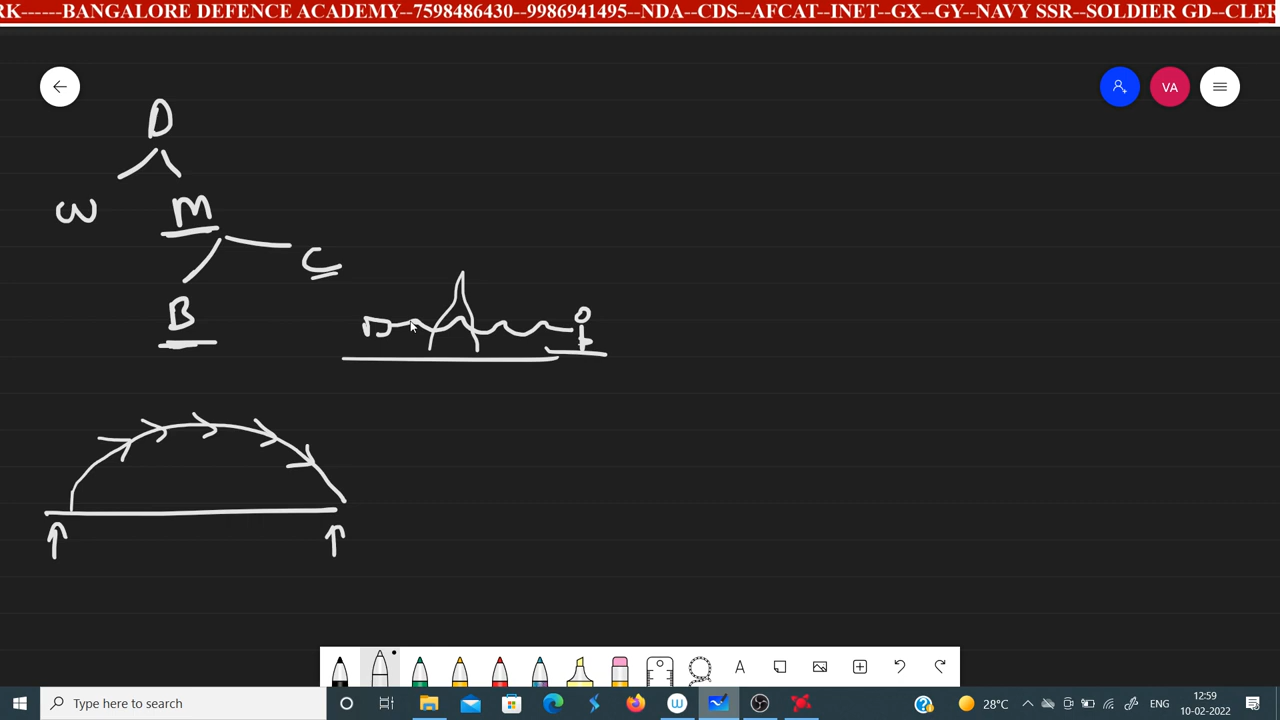 RK------BANGALORE DEFENCE ACADEMY--7598486430--9986941495--NDA--CDS--AFCAT--INET--GX--GY--NAVY SSR--SOLDIER GD--CLER
VA
D
W M
C
B
A
Type here to search
28°C
ENG
12:59
10-02-2022